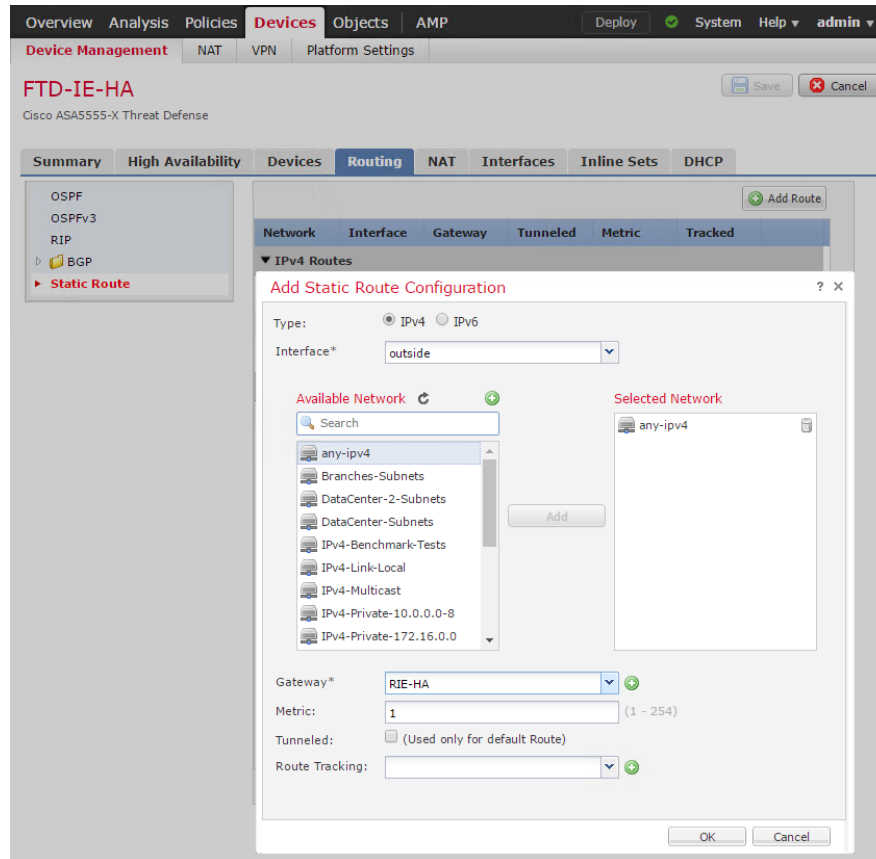 Overview Analysis Policies Devices Objects AMP Deploy System Help admin
Device Management NAT VPN Platform Settings
FTD-IE-HA
Save Cancel
Cisco ASA5555-X Threat Defense
Summary High Availability Devices Routing NAT Interfaces Inline Sets DHCP
OSPF
OSPFv3
RIP
BGP
Static Route
Add Route
Network Interface Gateway Tunneled Metric Tracked
IPv4 Routes
Add Static Route Configuration ?
Type: IPv4 IPv6
Interface* outside
Available Network
Search
any-ipv4
Branches-Subnets
DataCenter-2-Subnets
DataCenter-Subnets
IPv4-Benchmark-Tests
IPv4-Link-Local
IPv4-Multicast
IPv4-Private-10.0.0.0-8
IPv4-Private-172.16.0.0
Add
Selected Network
any-ipv4
Gateway* RIE-HA
Metric: 1 (1 - 254)
Tunneled: (Used only for default Route)
Route Tracking:
OK Cancel